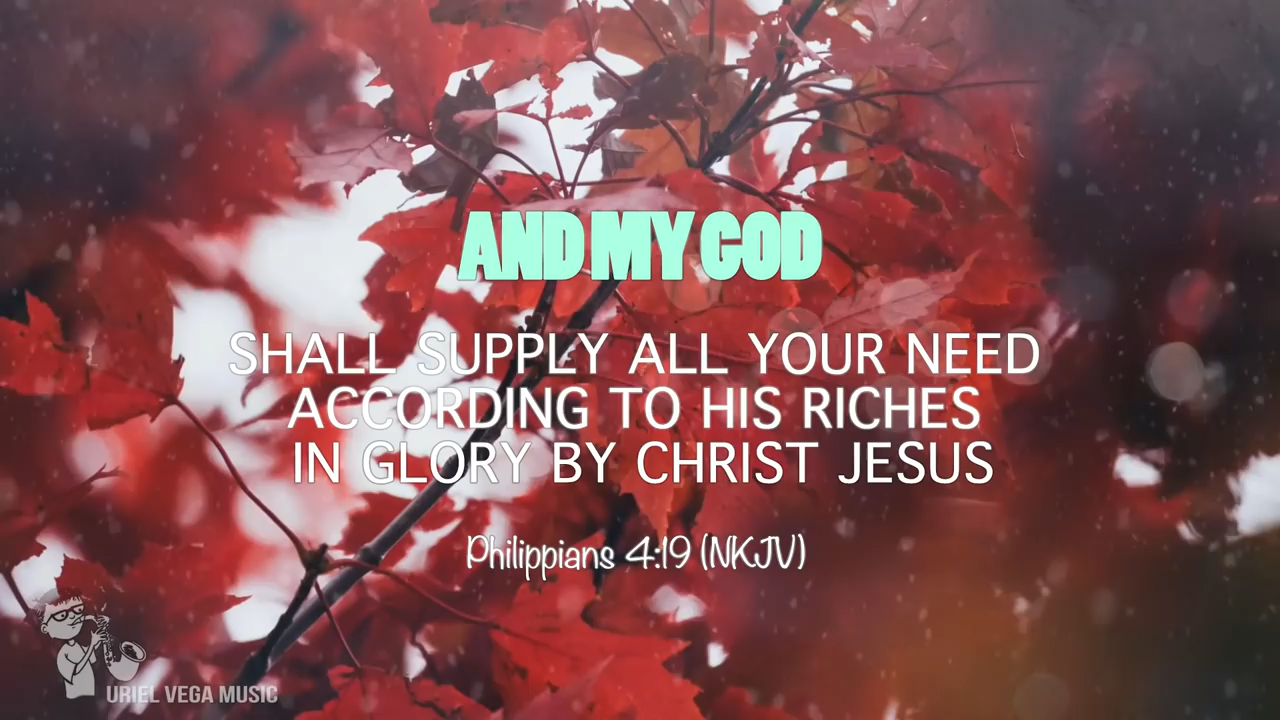 AND MY GOD
SHALL SUPPLY ALL YOUR NEED
ACCORDING TO HIS RICHES
IN GLORY BY CHRIST JESUS
Philippians 4:19 (NKJV)
URIEL VEGA MUSIC